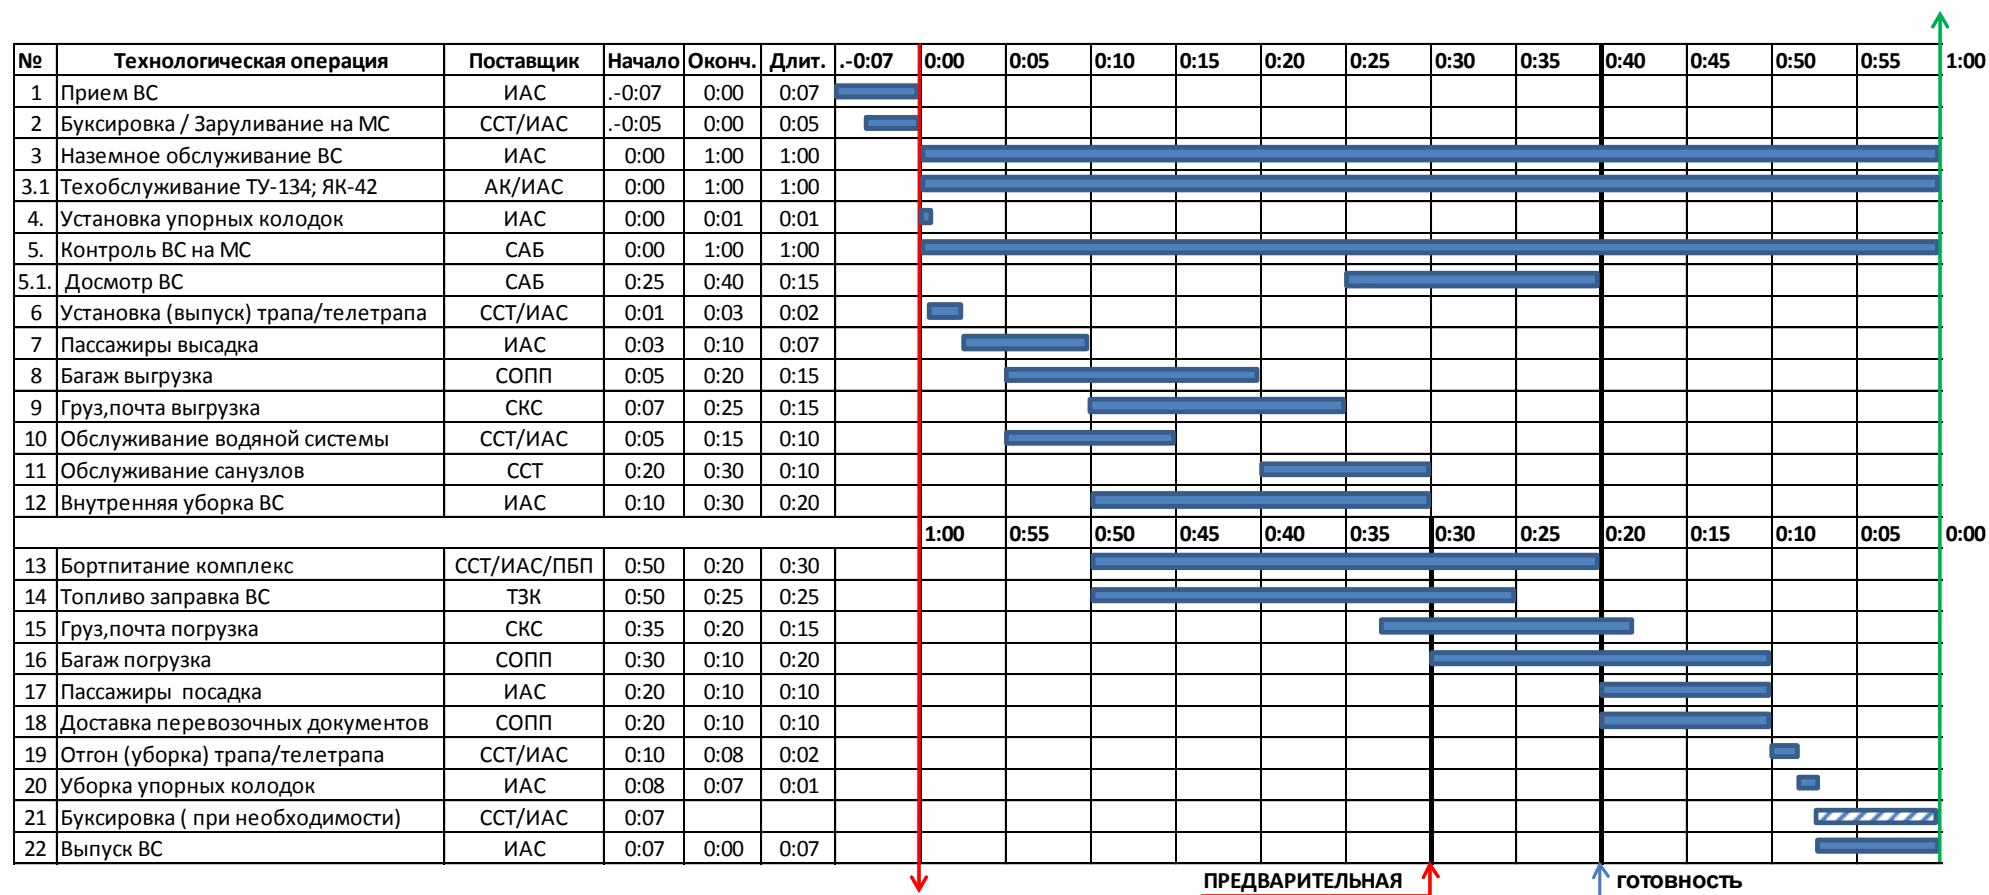 № Технологическая операция Поставщик Начало Оконч. Длит. .-0:07 0:00 0:05 0:10 0:15 0:20 0:25 0:30 0:35 0:40 0:45 0:50 0:55 1:00
1 Прием ВС ИАС .-0:07 0:00 0:07
2 Буксировка / Заруливание на МС ССТ/ИАС .-0:05 0:00 0:05
3 Наземное обслуживание ВС ИАС 0:00 1:00 1:00
3.1 Техобслуживание ТУ-134; ЯК-42 АК/ИАС 0:00 1:00 1:00
4. Установка упорных колодок ИАС 0:00 0:01 0:01
5. Контроль ВС на МС САБ 0:00 1:00 1:00
5.1. Досмотр ВС САБ 0:25 0:40 0:15
6 Установка (выпуск) трапа/телетрапа ССТ/ИАС 0:01 0:03 0:02
7 Пассажиры высадка ИАС 0:03 0:10 0:07
8 Багаж выгрузка СОПП 0:05 0:20 0:15
9 Груз,почта выгрузка СКС 0:07 0:25 0:15
10 Обслуживание водяной системы ССТ/ИАС 0:05 0:15 0:10
11 Обслуживание санузлов ССТ 0:20 0:30 0:10
12 Внутренняя уборка ВС ИАС 0:10 0:30 0:20
1:00 0:55 0:50 0:45 0:40 0:35 0:30 0:25 0:20 0:15 0:10 0:05 0:00
13 Бортпитание комплекс ССТ/ИАС/ПБП 0:50 0:20 0:30
14 Топливо заправка ВС ТЗК 0:50 0:25 0:25
15 Груз,почта погрузка СКС 0:35 0:20 0:15
16 Багаж погрузка СОПП 0:30 0:10 0:20
17 Пассажиры посадка ИАС 0:20 0:10 0:10
18 Доставка перевозочных документов СОПП 0:20 0:10 0:10
19 Отгон (уборка) трапа/телетрапа ССТ/ИАС 0:10 0:08 0:02
20 Уборка упорных колодок ИАС 0:08 0:07 0:01
21 Буксировка ( при необходимости) ССТ/ИАС 0:07
22 Выпуск ВС ИАС 0:07 0:00 0:07
ПРЕДВАРИТЕЛЬНАЯ готовность